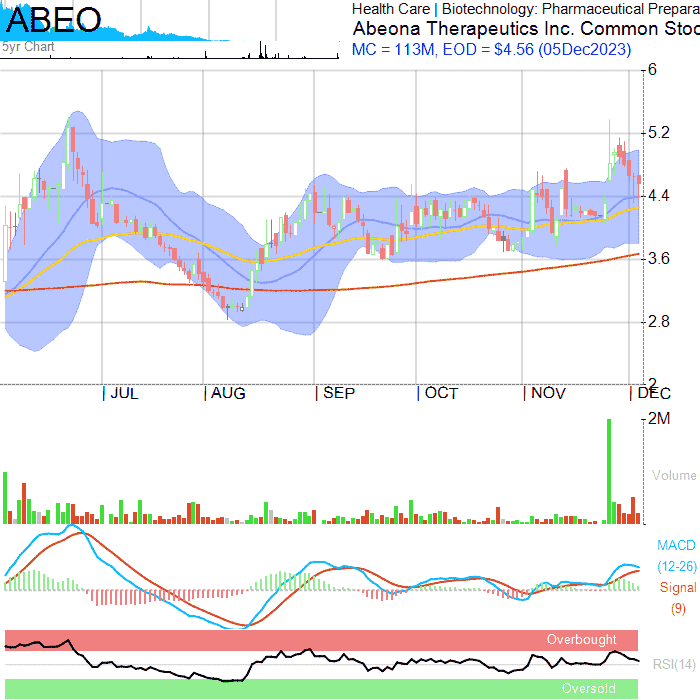 ABEO
5yr Chart
Health Care | Biotechnology: Pharmaceutical Prepara
Abeona Therapeutics Inc. Common Stoc
MC = 113M, EOD = $4.56 (05Dec2023)
6
5.2
4.4
3.6
2.8
2
JUL AUG SEP OCT NOV DEC
2M
Volume
MACD
(12-26)
Signal
(9)
Overbought
RSI(14)
Oversold